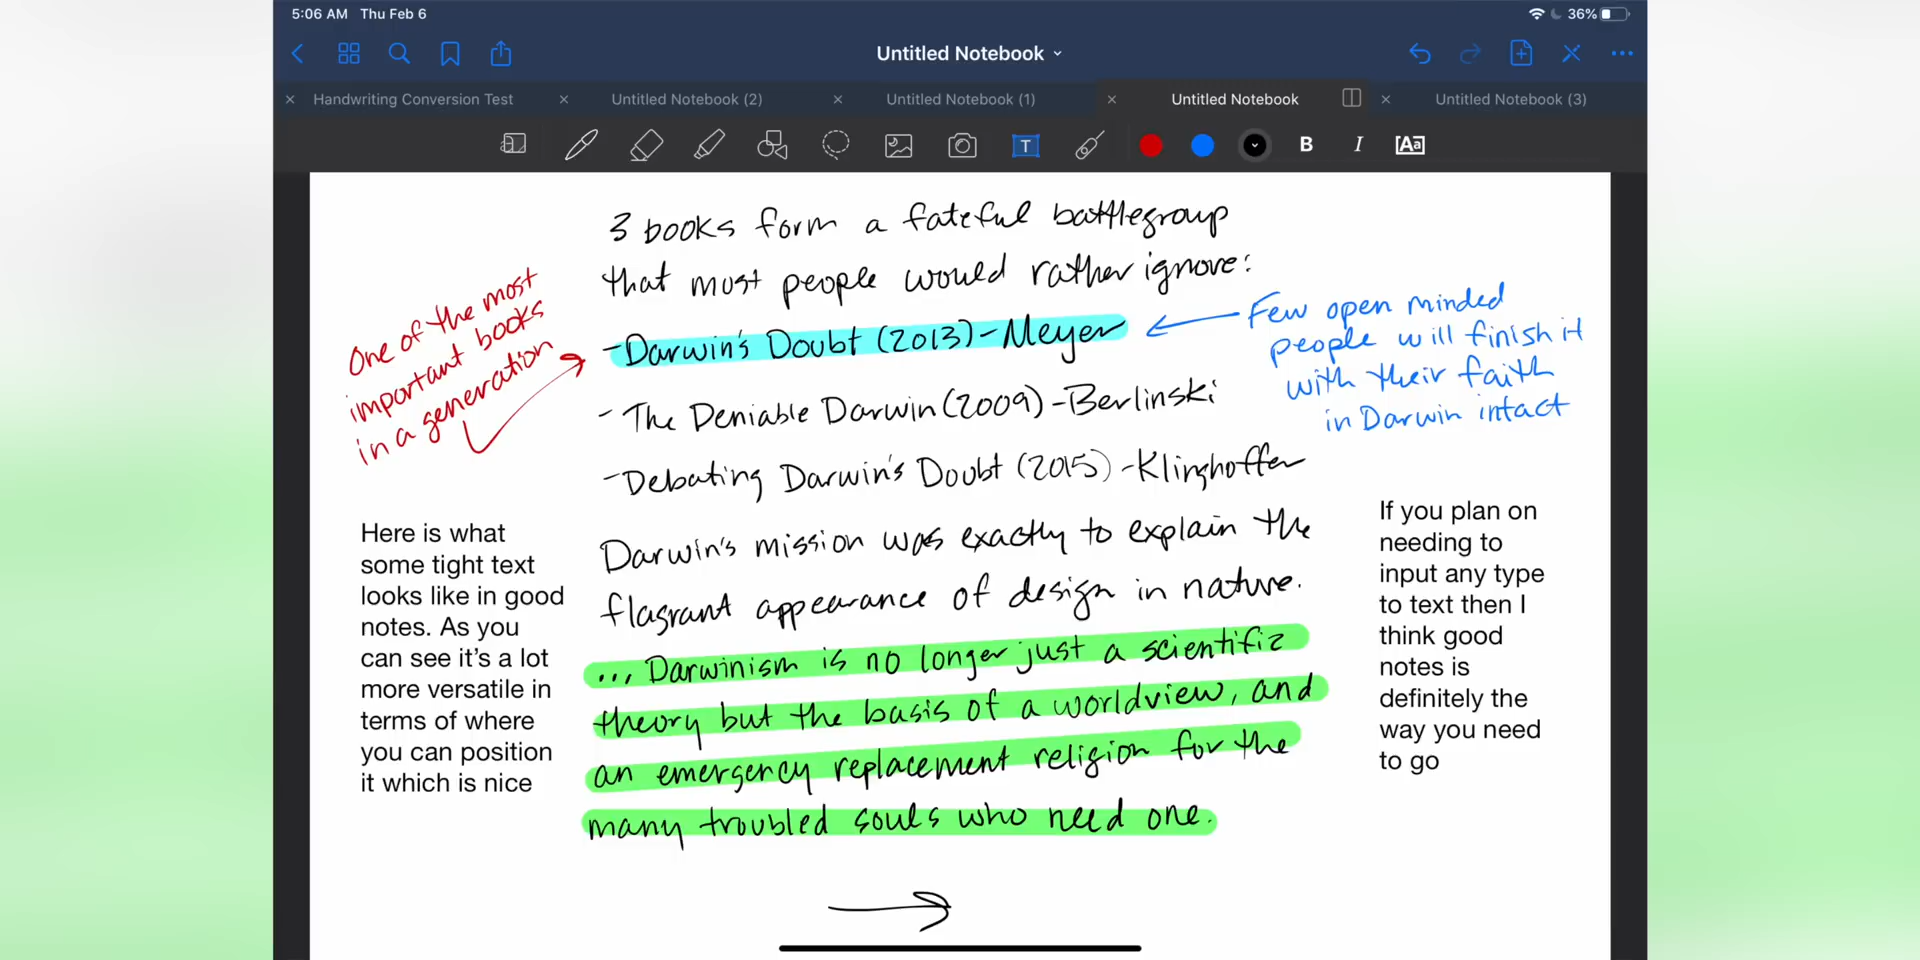 5:06 AM Thu Feb 6
36%
Untitled Notebook
Handwriting Conversion Test
Untitled Notebook (2)
Untitled Notebook (1)
Untitled Notebook
Untitled Notebook (3)
T
B
I
Aa
3 books form a fateful battlegroup
that most people would rather ignore:
-Darwin's Doubt (2013)-Meyer
- The Deniable Darwin (2009)-Berlinski
-Debating Darwin's Doubt (2015)-Klinghoffer
Darwin's mission was exactly to explain the
flagrant appearance of design in nature.
... Darwinism is no longer just a scientific
theory but the basis of a worldview, and
an emergency replacement religion for the
many troubled souls who need one.
One of the most
important books
in a generation
Few open minded
people will finish it
with their faith
in Darwin intact
Here is what
some tight text
looks like in good
notes. As you
can see it's a lot
more versatile in
terms of where
you can position
it which is nice
If you plan on
needing to
input any type
to text then I
think good
notes is
definitely the
way you need
to go